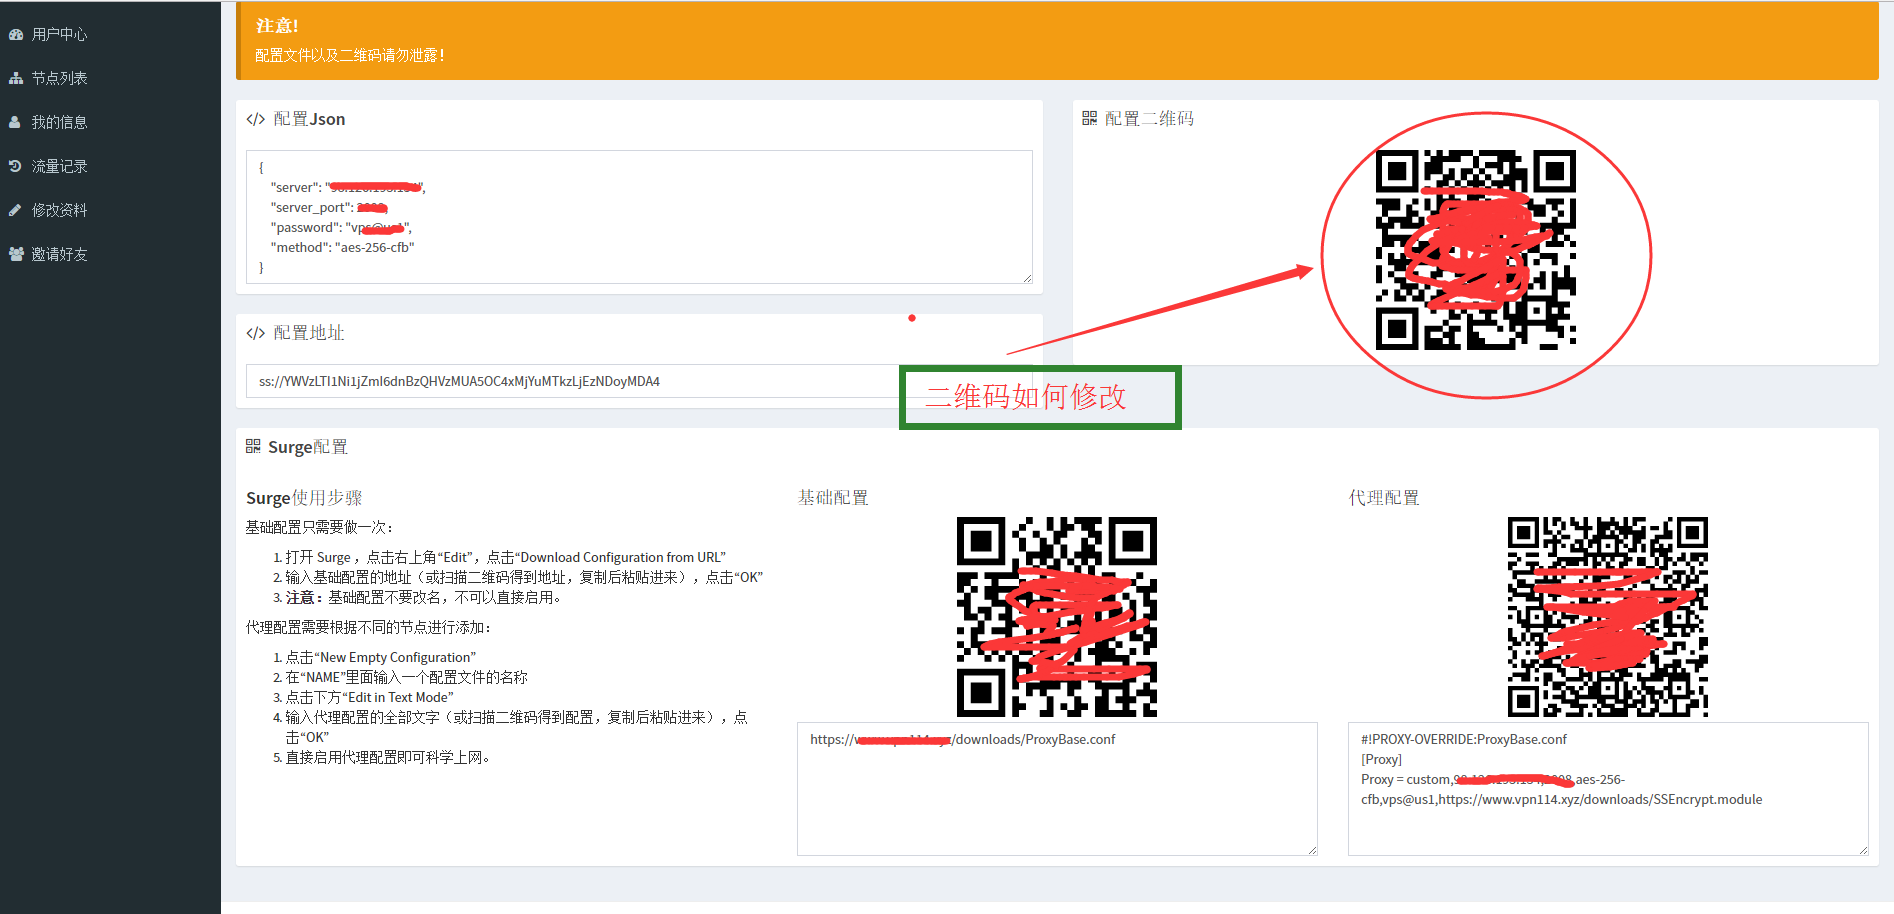 用户中心
节点列表
我的信息
流量记录
修改资料
邀请好友
注意!
配置文件以及二维码请勿泄露！
配置Json
{
"server": "
"server_port":
"password": "vps@us1",
"method": "aes-256-cfb"
}
配置二维码
配置地址
ss://YWVzLTI1Ni1jZmI6dnBzQHVzMUA5OC4xMjYuMTkzLjEzNDoyMDA4
二维码如何修改
Surge配置
Surge使用步骤
基础配置只需要做一次：
1. 打开 Surge ，点击右上角“Edit”，点击“Download Configuration from URL”
2. 输入基础配置的地址（或扫描二维码得到地址，复制后粘贴进来），点击“OK”
3. 注意：基础配置不要改名，不可以直接启用。
代理配置需要根据不同的节点进行添加：
1. 点击“New Empty Configuration”
2. 在“NAME”里面输入一个配置文件的名称
3. 点击下方“Edit in Text Mode”
4. 输入代理配置的全部文字（或扫描二维码得到配置，复制后粘贴进来），点
击“OK”
5. 直接启用代理配置即可科学上网。
基础配置
https:// /downloads/ProxyBase.conf
代理配置
#!PROXY-OVERRIDE:ProxyBase.conf
[Proxy]
Proxy = custom, aes-256-
cfb,vps@us1,https://www.vpn114.xyz/downloads/SSEncrypt.module